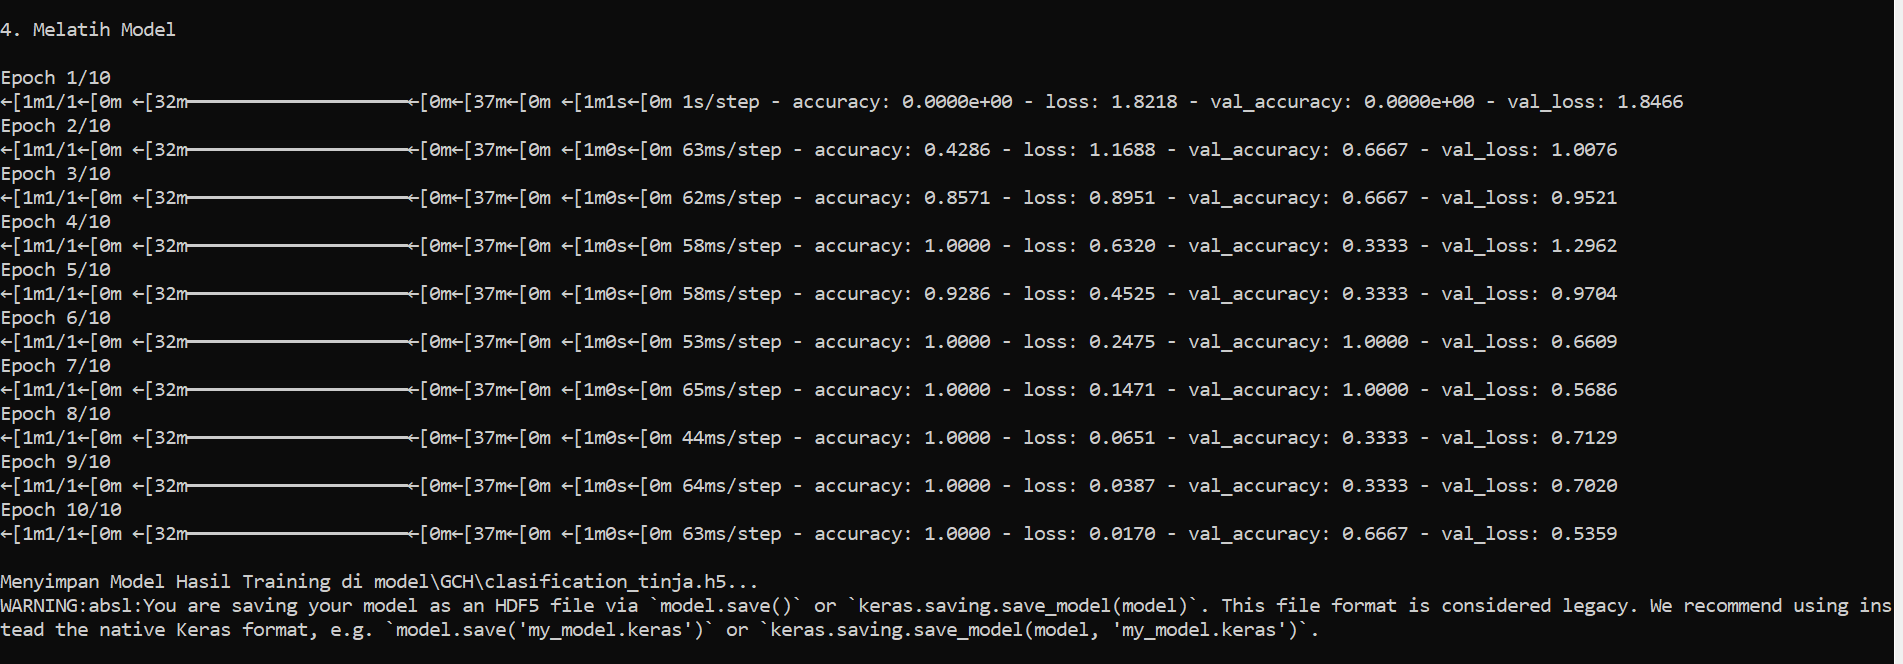 4. Melatih Model
Epoch 1/10
←[1m1/1←[0m ←[32m━━━━━━━━━━━━━━━━━━━━←[0m←[37m←[0m ←[1m1s←[0m 1s/step - accuracy: 0.0000e+00 - loss: 1.8218 - val_accuracy: 0.0000e+00 - val_loss: 1.8466
Epoch 2/10
←[1m1/1←[0m ←[32m━━━━━━━━━━━━━━━━━━━━←[0m←[37m←[0m ←[1m0s←[0m 63ms/step - accuracy: 0.4286 - loss: 1.1688 - val_accuracy: 0.6667 - val_loss: 1.0076
Epoch 3/10
←[1m1/1←[0m ←[32m━━━━━━━━━━━━━━━━━━━━←[0m←[37m←[0m ←[1m0s←[0m 62ms/step - accuracy: 0.8571 - loss: 0.8951 - val_accuracy: 0.6667 - val_loss: 0.9521
Epoch 4/10
←[1m1/1←[0m ←[32m━━━━━━━━━━━━━━━━━━━━←[0m←[37m←[0m ←[1m0s←[0m 58ms/step - accuracy: 1.0000 - loss: 0.6320 - val_accuracy: 0.3333 - val_loss: 1.2962
Epoch 5/10
←[1m1/1←[0m ←[32m━━━━━━━━━━━━━━━━━━━━←[0m←[37m←[0m ←[1m0s←[0m 58ms/step - accuracy: 0.9286 - loss: 0.4525 - val_accuracy: 0.3333 - val_loss: 0.9704
Epoch 6/10
←[1m1/1←[0m ←[32m━━━━━━━━━━━━━━━━━━━━←[0m←[37m←[0m ←[1m0s←[0m 53ms/step - accuracy: 1.0000 - loss: 0.2475 - val_accuracy: 1.0000 - val_loss: 0.6609
Epoch 7/10
←[1m1/1←[0m ←[32m━━━━━━━━━━━━━━━━━━━━←[0m←[37m←[0m ←[1m0s←[0m 65ms/step - accuracy: 1.0000 - loss: 0.1471 - val_accuracy: 1.0000 - val_loss: 0.5686
Epoch 8/10
←[1m1/1←[0m ←[32m━━━━━━━━━━━━━━━━━━━━←[0m←[37m←[0m ←[1m0s←[0m 44ms/step - accuracy: 1.0000 - loss: 0.0651 - val_accuracy: 0.3333 - val_loss: 0.7129
Epoch 9/10
←[1m1/1←[0m ←[32m━━━━━━━━━━━━━━━━━━━━←[0m←[37m←[0m ←[1m0s←[0m 64ms/step - accuracy: 1.0000 - loss: 0.0387 - val_accuracy: 0.3333 - val_loss: 0.7020
Epoch 10/10
←[1m1/1←[0m ←[32m━━━━━━━━━━━━━━━━━━━━←[0m←[37m←[0m ←[1m0s←[0m 63ms/step - accuracy: 1.0000 - loss: 0.0170 - val_accuracy: 0.6667 - val_loss: 0.5359
Menyimpan Model Hasil Training di model\GCH\clasification_tinja.h5...
WARNING:absl:You are saving your model as an HDF5 file via `model.save()` or `keras.saving.save_model(model)`. This file format is considered legacy. We recommend using ins
tead the native Keras format, e.g. `model.save('my_model.keras')` or `keras.saving.save_model(model, 'my_model.keras')`.